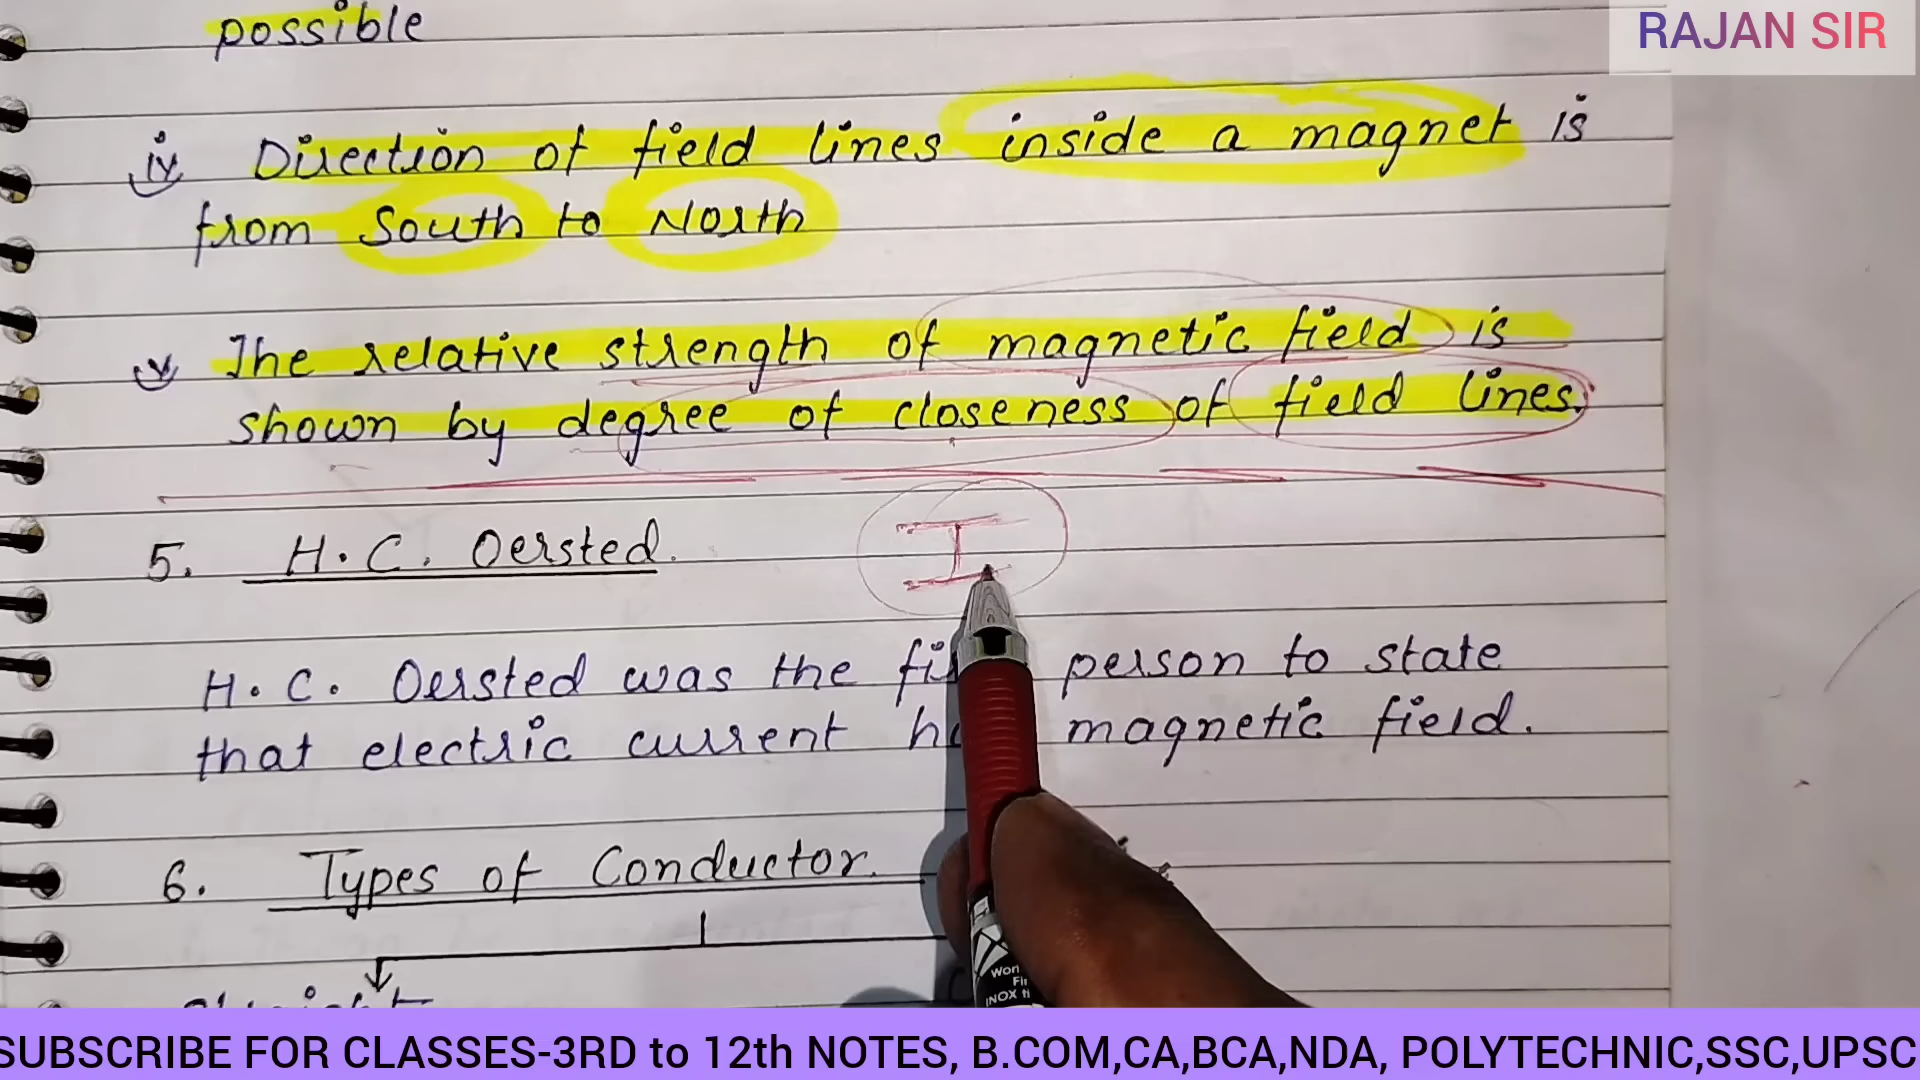 possible
RAJAN SIR
iv Direction of field lines inside a magnet is
from South to North
v The relative strength of magnetic field is
shown by degree of closeness of field lines.
5. H.C. Oersted.
I
H.C. Oersted was the person to state
that electric current magnetic field.
6. Types of Conductor.
SUBSCRIBE FOR CLASSES-3RD to 12th NOTES, B.COM,CA,BCA,NDA, POLYTECHNIC,SSC,UPSC